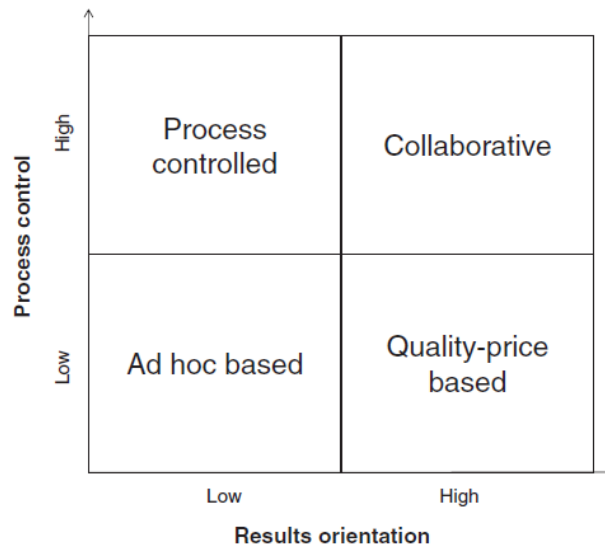 Process control
High
Low
Process
controlled
Collaborative
Ad hoc based
Quality-price
based
Low
High
Results orientation